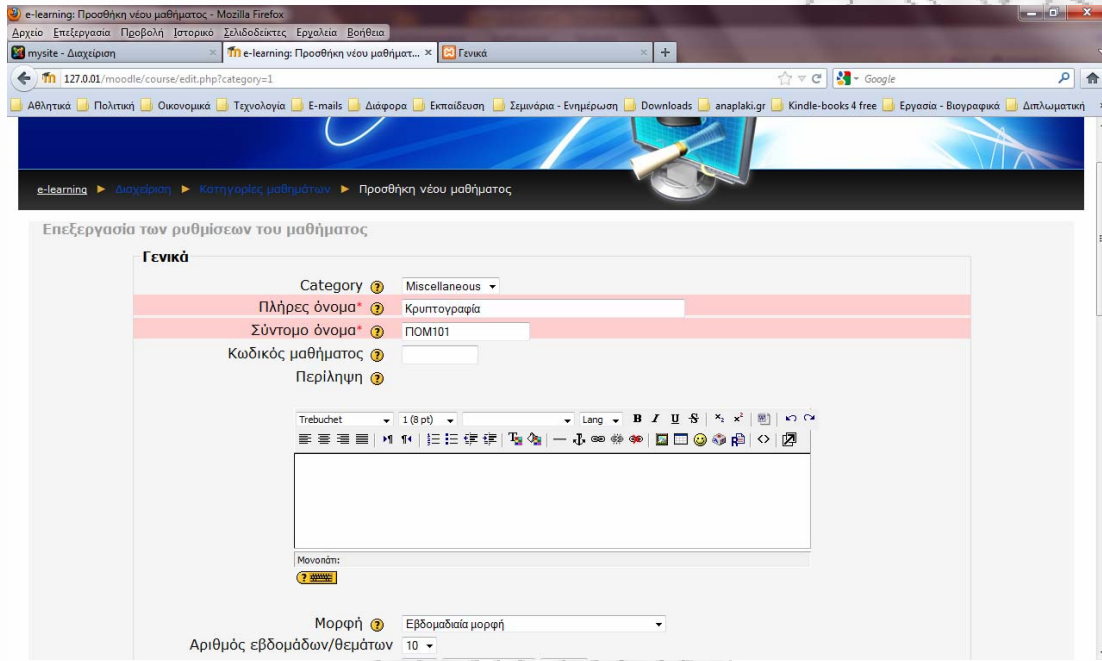 e-learning: Προσθήκη νέου μαθήματος - Mozilla Firefox
Αρχείο Επεξεργασία Προβολή Ιστορικό Σελιδοδείκτες Εργαλεία Βοήθεια
mysite - Διαχείριση e-learning: Προσθήκη νέου μαθήματ... Γενικά
127.0.01/moodle/course/edit.php?category=1 Google
Αθλητικά Πολιτική Οικονομικά Τεχνολογία E-mails Διάφορα Εκπαίδευση Σεμινάρια - Ενημέρωση Downloads anaplaki.gr Kindle-books 4 free Εργασία - Βιογραφικά Διπλωματική
e-learning ► Διαχείριση ► Κατηγορίες μαθημάτων ► Προσθήκη νέου μαθήματος
Επεξεργασία των ρυθμίσεων του μαθήματος
Γενικά
Category Miscellaneous
Πλήρες όνομα* Κρυπτογραφία
Σύντομο όνομα* ΠΟΜ101
Κωδικός μαθήματος
Περίληψη
Trebuchet 1 (8 pt) Lang B I U S x₂ x²
Μονοπάτι:
Μορφή Εβδομαδιαία μορφή
Αριθμός εβδομάδων/θεμάτων 10